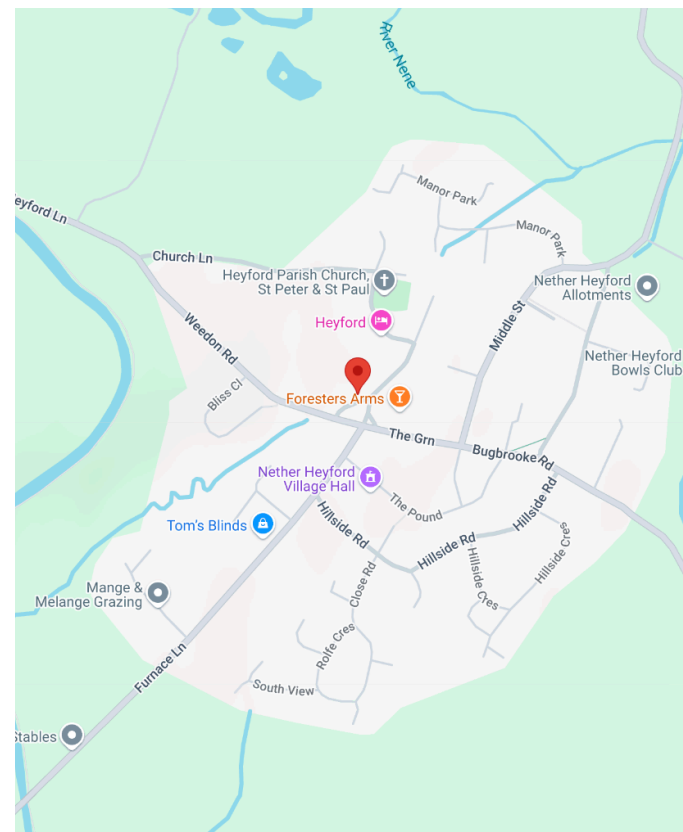 River Nene
Manor Park
eyford Ln
Manor Park
Church Ln
Heyford Parish Church,
St Peter & St Paul
Nether Heyford
Allotments
Heyford
Weedon Rd
Middle St
Nether Heyford
Bowls Club
Bliss Cl
Foresters Arms
The Grn
Bugbrooke Rd
Nether Heyford
Village Hall
The Pound
Hillside Rd
Tom's Blinds
Hillside Rd
Hillside Rd
Hillside Cres
Hillside Cres
Close Rd
Mange &
Melange Grazing
Rolfe Cres
Furnace Ln
South View
Stables